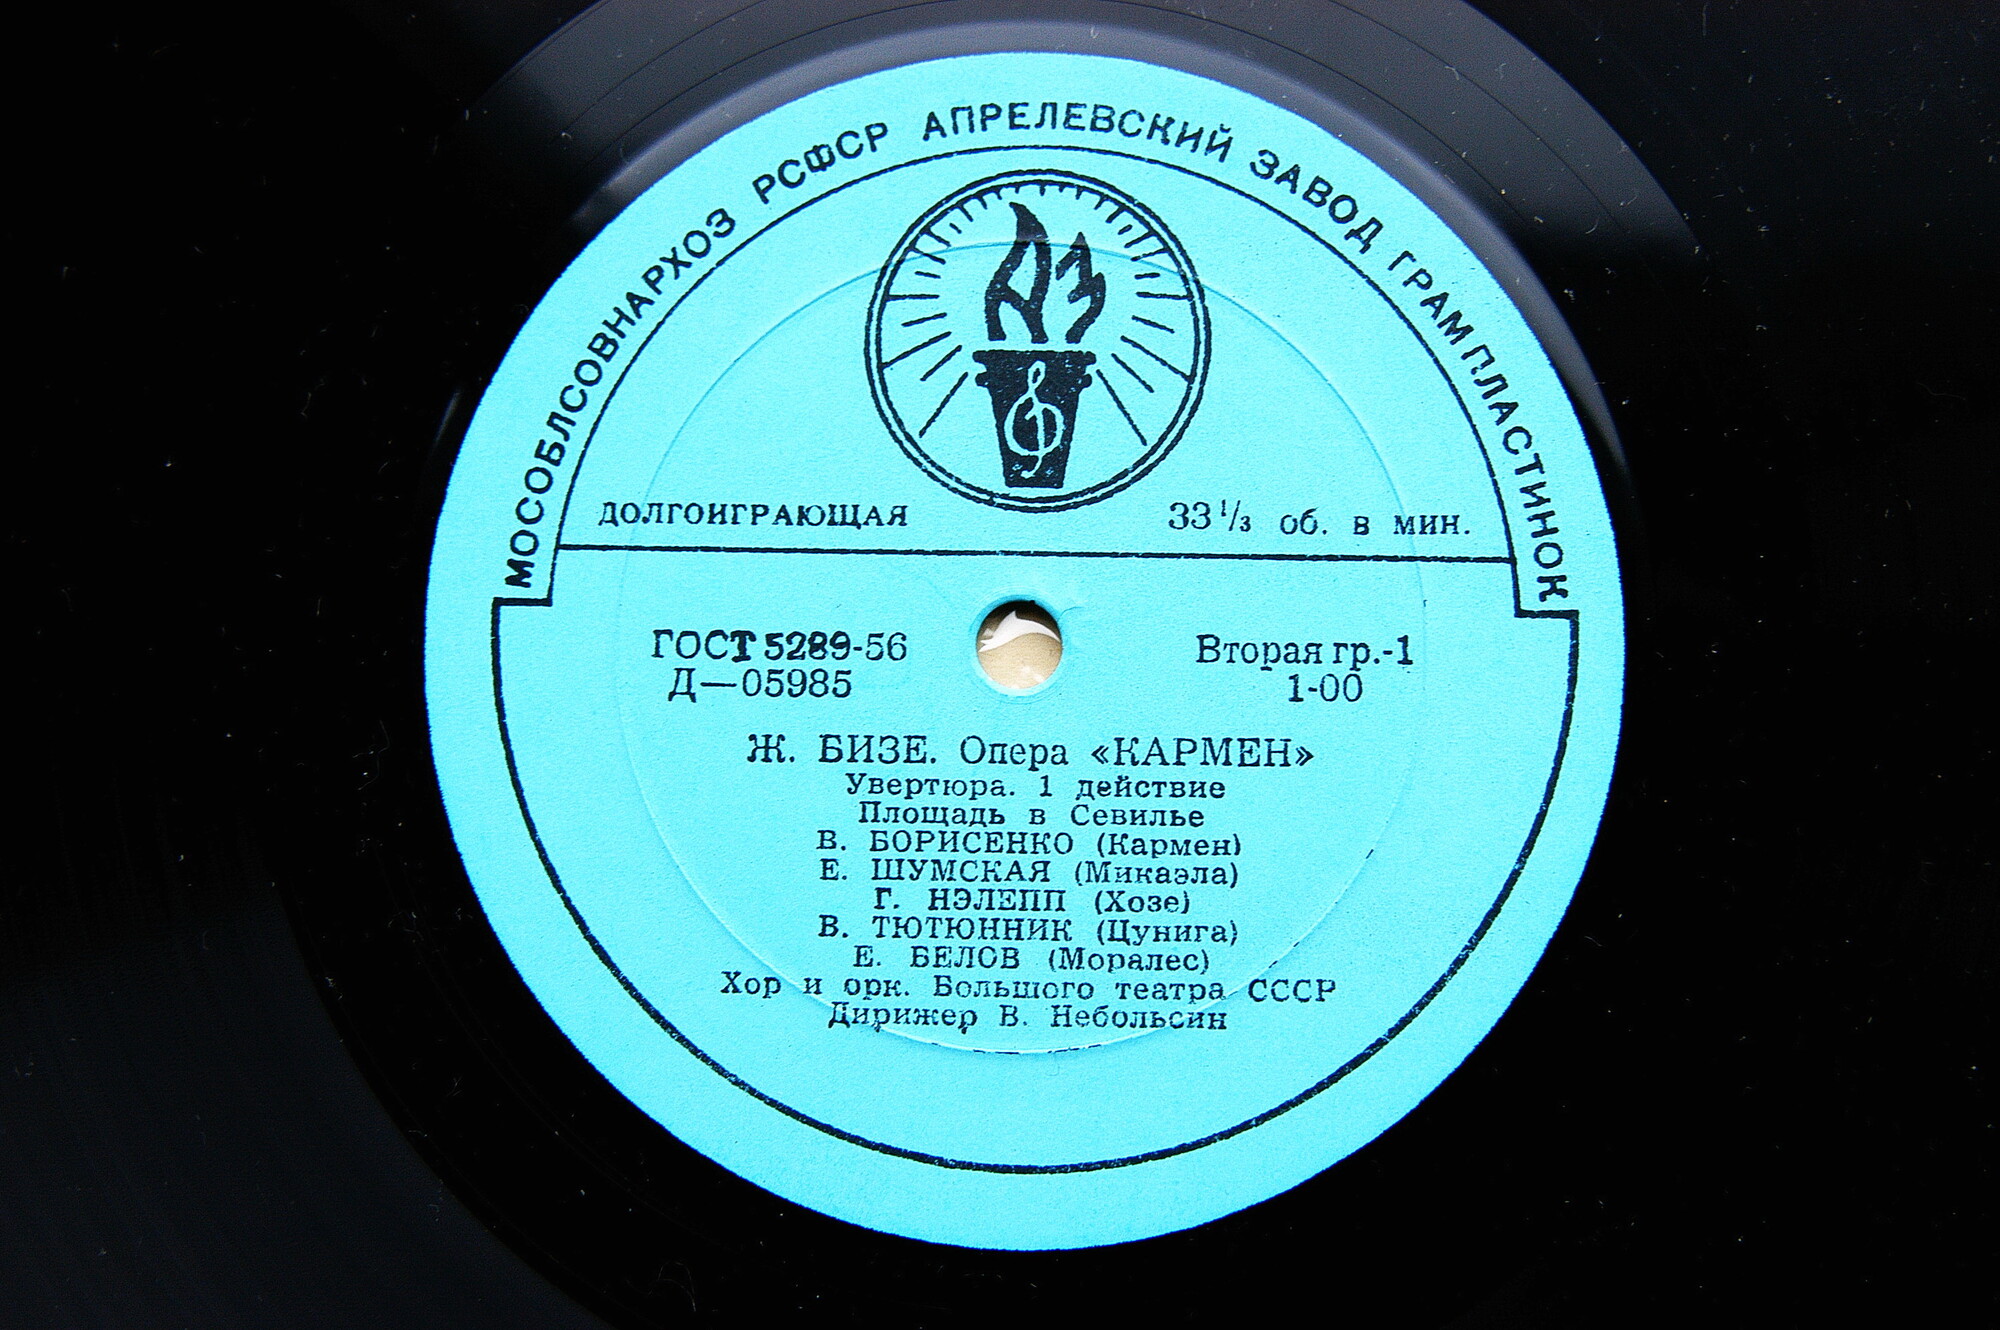 МОСОБЛСОВНАРХОЗ РСФСР АПРЕЛЕВСКИЙ ЗАВОД ГРАМПЛАСТИНОК
АЗ
ДОЛГОИГРАЮЩАЯ
33 1/3 об. в мин.
ГОСТ 5289-56
Д—05985
Вторая гр.-1
1-00
Ж. БИЗЕ. Опера «КАРМЕН»
Увертюра. 1 действие
Площадь в Севилье
В. БОРИСЕНКО (Кармен)
Е. ШУМСКАЯ (Микаэла)
Г. НЭЛЕПП (Хозе)
В. ТЮТЮННИК (Цунига)
Е. БЕЛОВ (Моралес)
Хор и орк. Большого театра СССР
Дирижер В. Небольсин